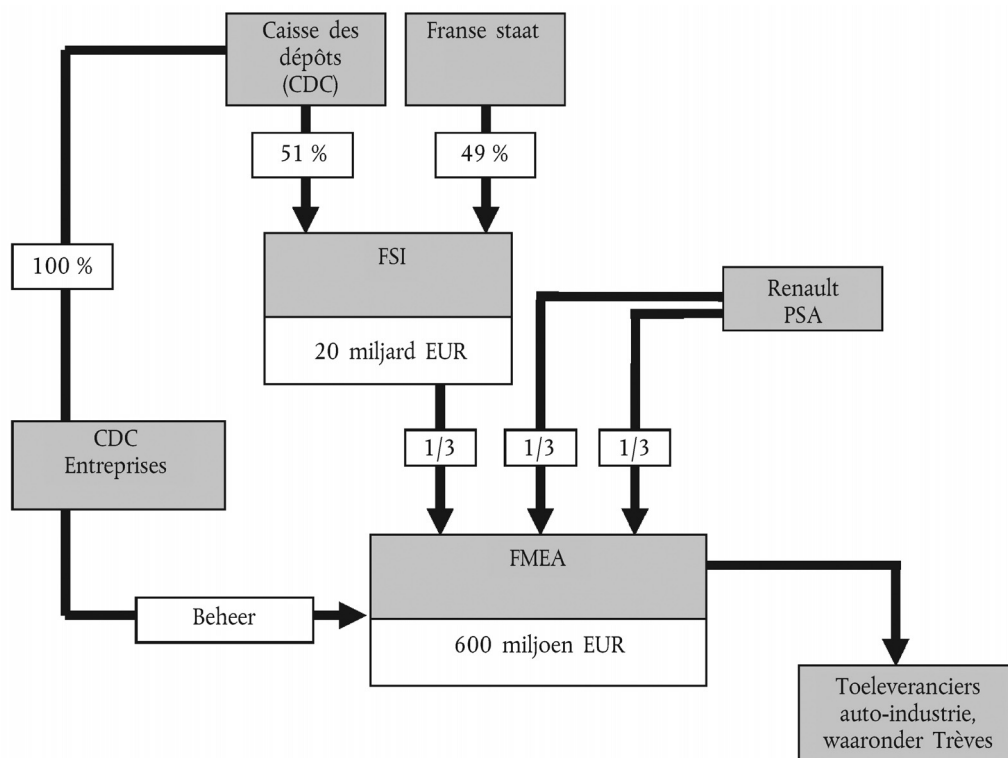 Caisse des
dépôts
(CDC)
Franse staat
51 %
49 %
100 %
FSI
20 miljard EUR
Renault
PSA
CDC
Entreprises
1/3
1/3
1/3
FMEA
600 miljoen EUR
Beheer
Toeleveranciers
auto-industrie,
waaronder Trèves